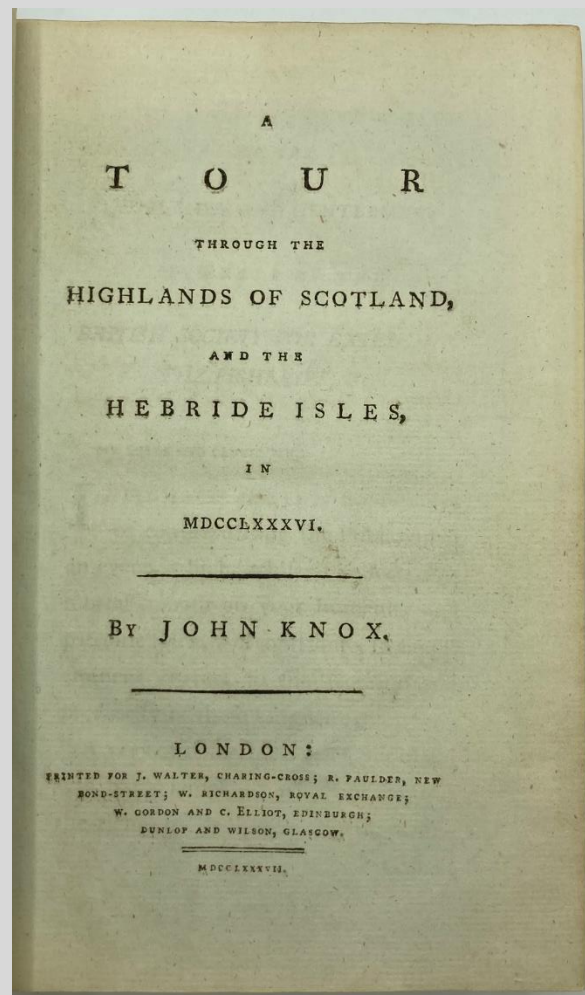 A
TOUR
THROUGH THE
HIGHLANDS OF SCOTLAND,
AND THE
HEBRIDE ISLES,
IN
MDCCLXXXVI.
BY JOHN KNOX.
LONDON:
PRINTED FOR J. WALTER, CHARING-CROSS; R. FAULDER, NEW
BOND-STREET; W. RICHARDSON, ROYAL EXCHANGE;
W. GORDON AND C. ELLIOT, EDINBURGH;
DUNLOP AND WILSON, GLASGOW.
MDCCLXXXVII.